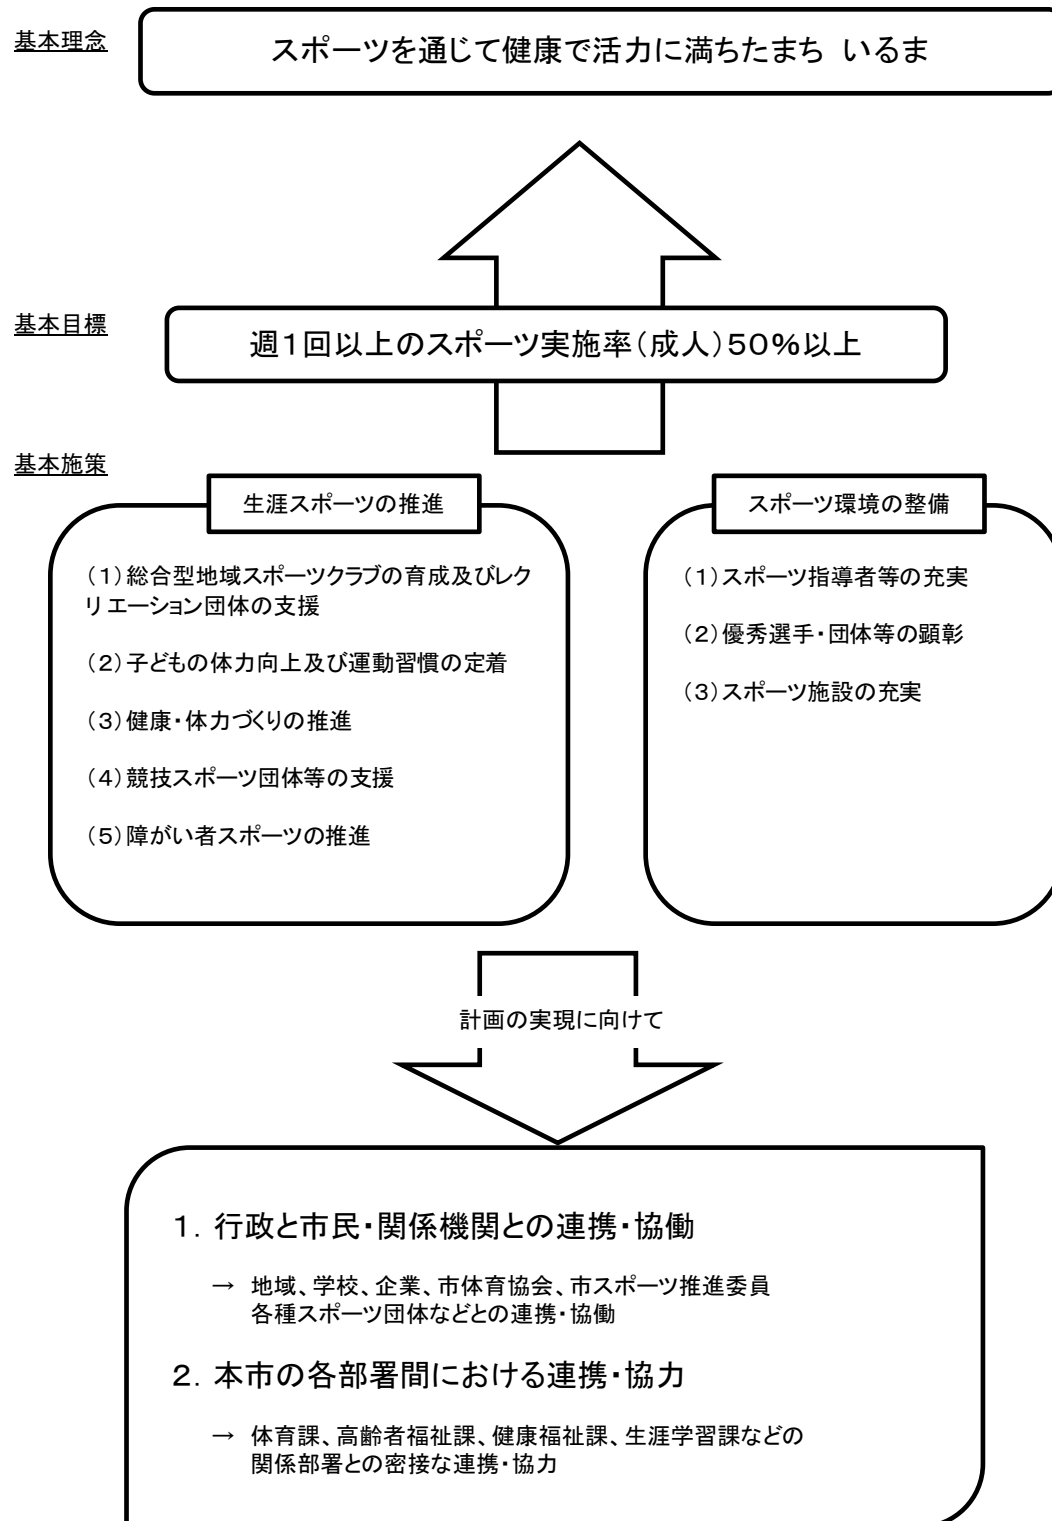 基本理念
スポーツを通じて健康で活力に満ちたまち いるま
基本目標
週1回以上のスポーツ実施率(成人)50%以上
基本施策
生涯スポーツの推進
(1)総合型地域スポーツクラブの育成及びレク
リエーション団体の支援
(2)子どもの体力向上及び運動習慣の定着
(3)健康・体力づくりの推進
(4)競技スポーツ団体等の支援
(5)障がい者スポーツの推進
スポーツ環境の整備
(1)スポーツ指導者等の充実
(2)優秀選手・団体等の顕彰
(3)スポーツ施設の充実
計画の実現に向けて
1.行政と市民・関係機関との連携・協働
→ 地域、学校、企業、市体育協会、市スポーツ推進委員
各種スポーツ団体などとの連携・協働
2.本市の各部署間における連携・協力
→ 体育課、高齢者福祉課、健康福祉課、生涯学習課などの
関係部署との密接な連携・協力